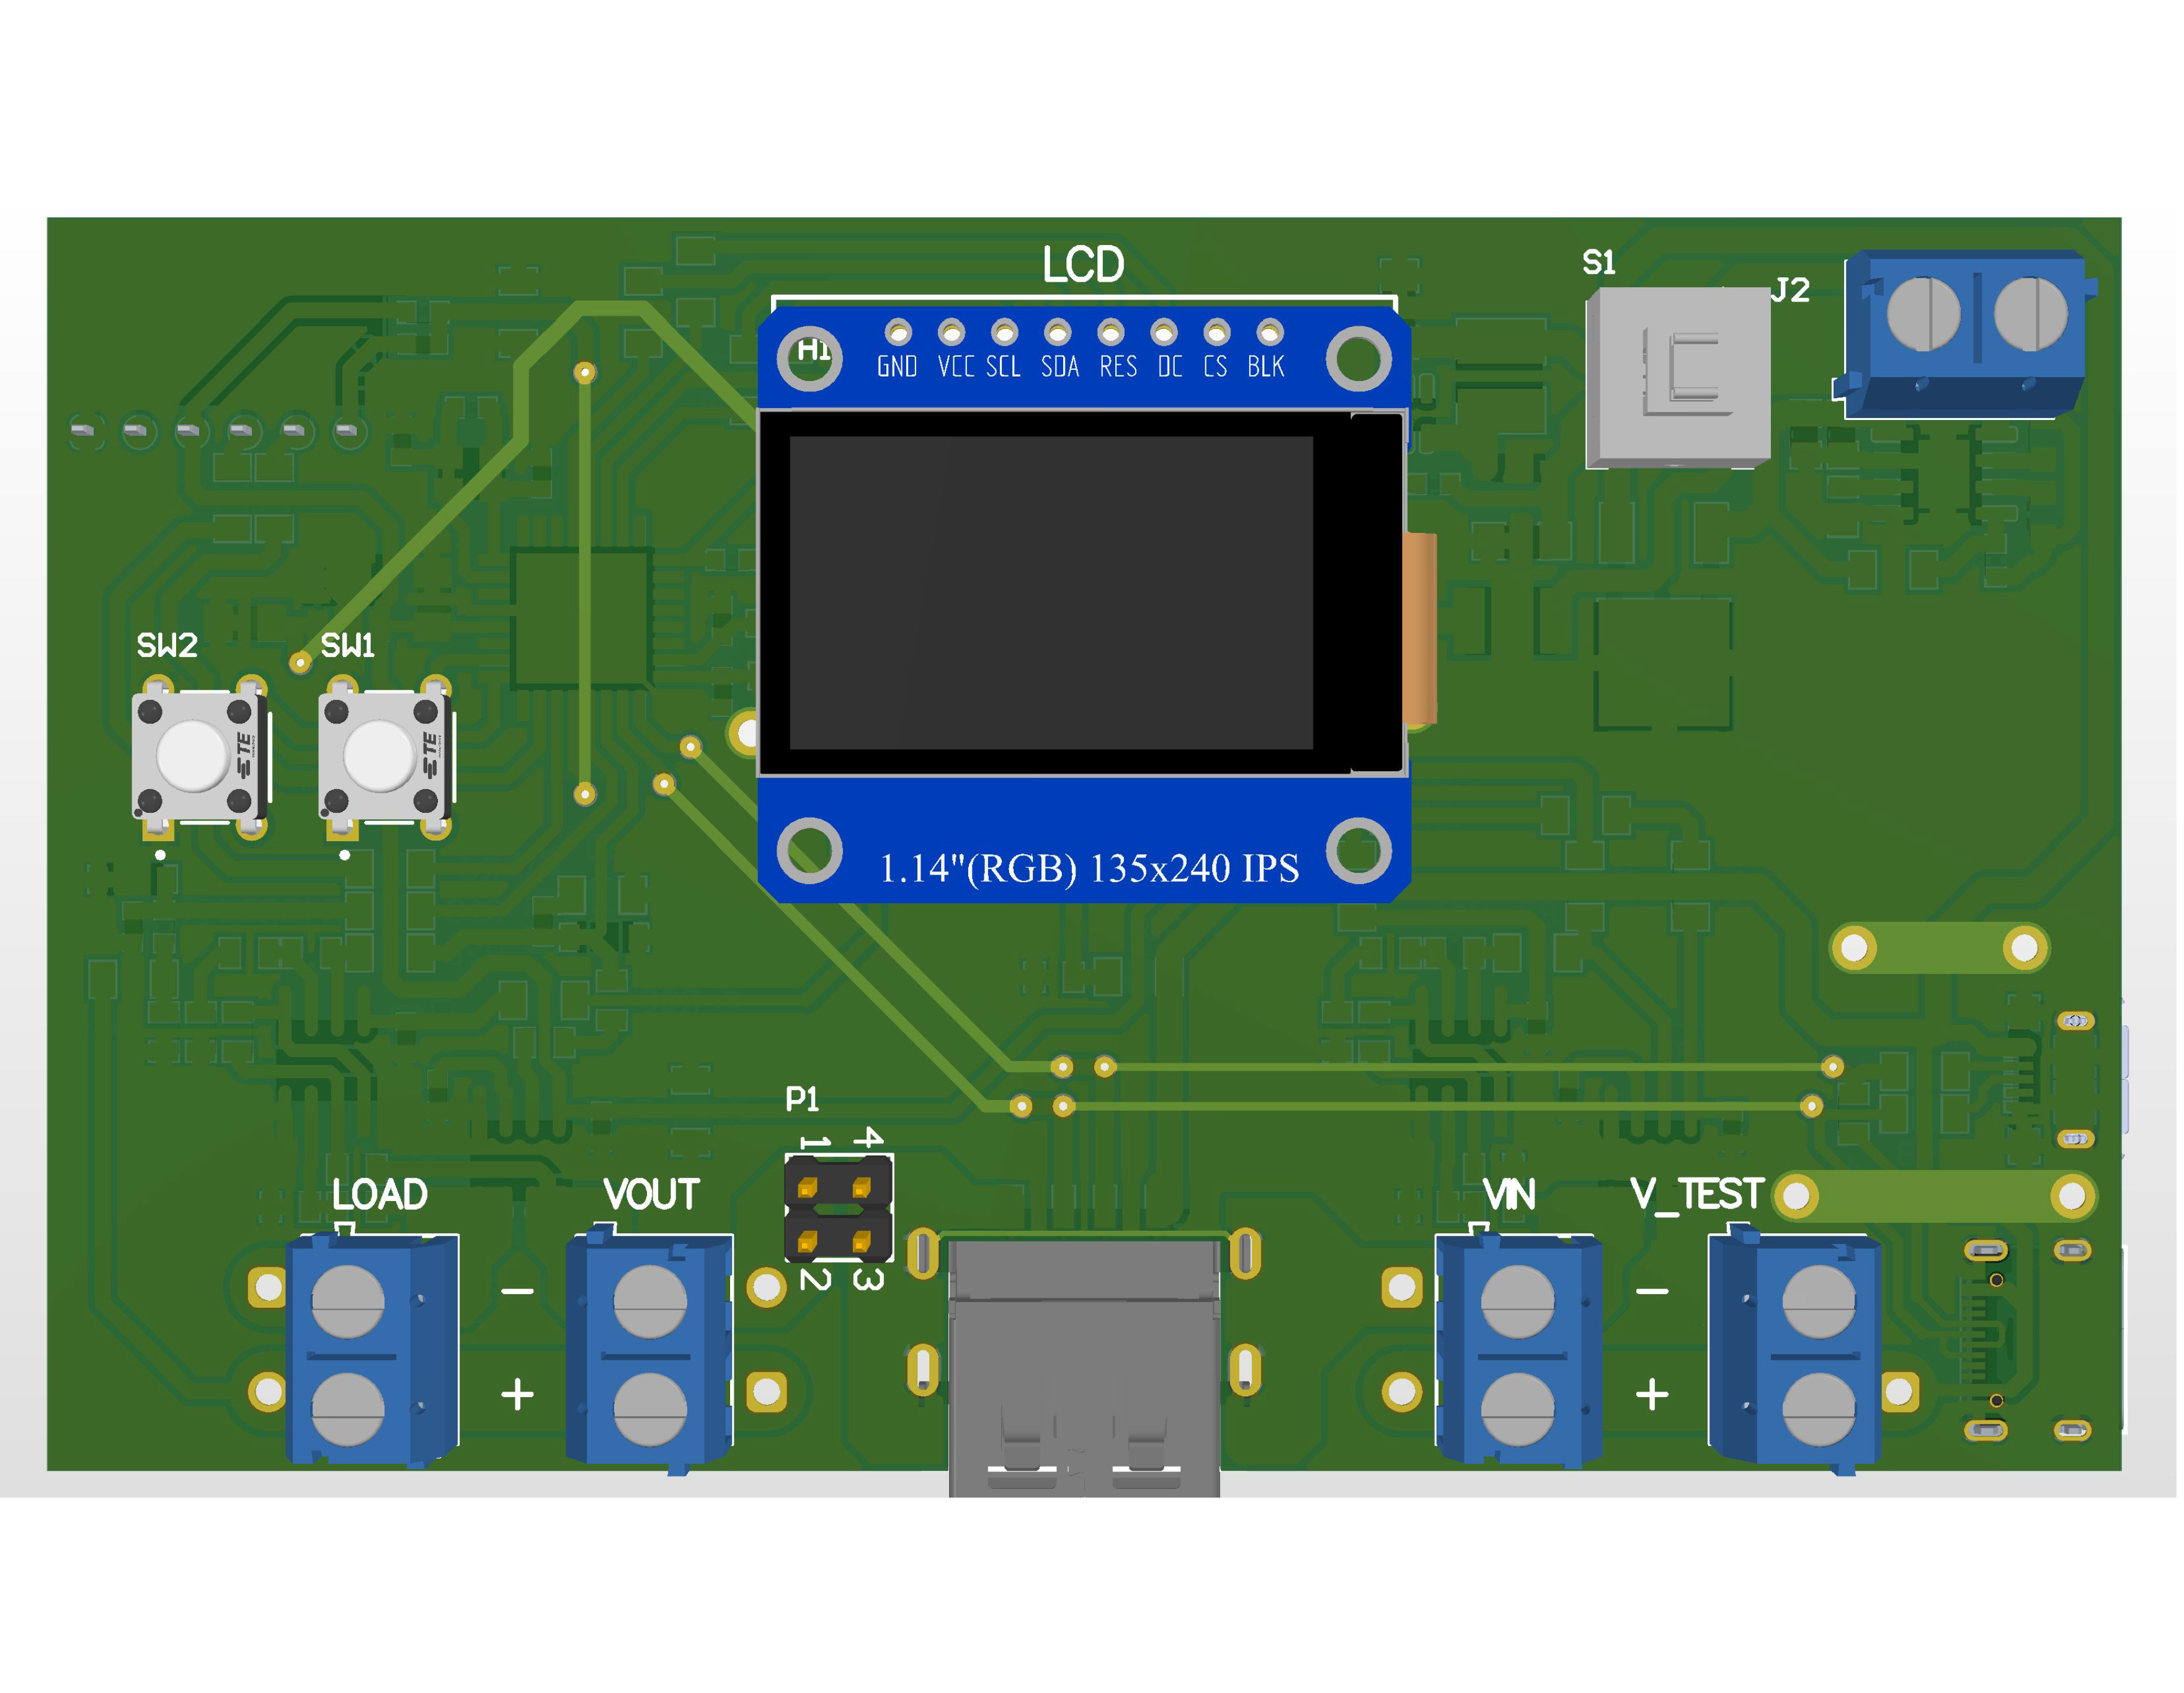 LCD
S1
J2
H1
GND VCC SCL SDA RES DC CS BLK
SW2
SW1
TE
TE
1.14"(RGB) 135x240 IPS
P1
1 4
LOAD
VOUT
VIN
V_TEST
2 3
-
-
+
+